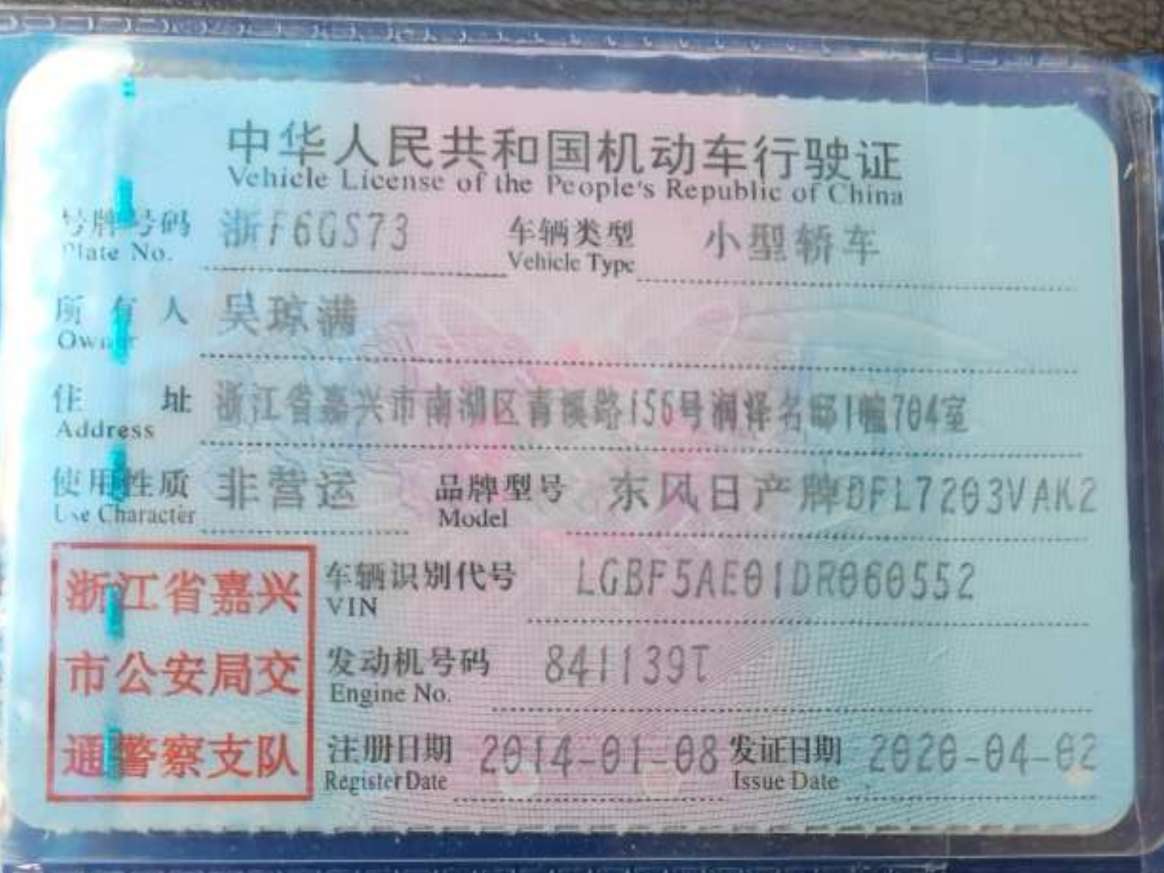 中华人民共和国机动车行驶证
Vehicle License of the People's Republic of China
号牌号码 浙F6GS73 车辆类型 小型轿车
Plate No. Vehicle Type
所有人 吴琼满
Owner
住址 浙江省嘉兴市南湖区青溪路156号润泽名邸1幢704室
Address
使用性质 非营运 品牌型号 东风日产牌DFL7203VAK2
Use Character Model
浙江省嘉兴 车辆识别代号 LGBF5AE01DR060552
VIN
市公安局交 发动机号码 841139T
Engine No.
通警察支队 注册日期 2014-01-08 发证日期 2020-04-02
Register Date Issue Date